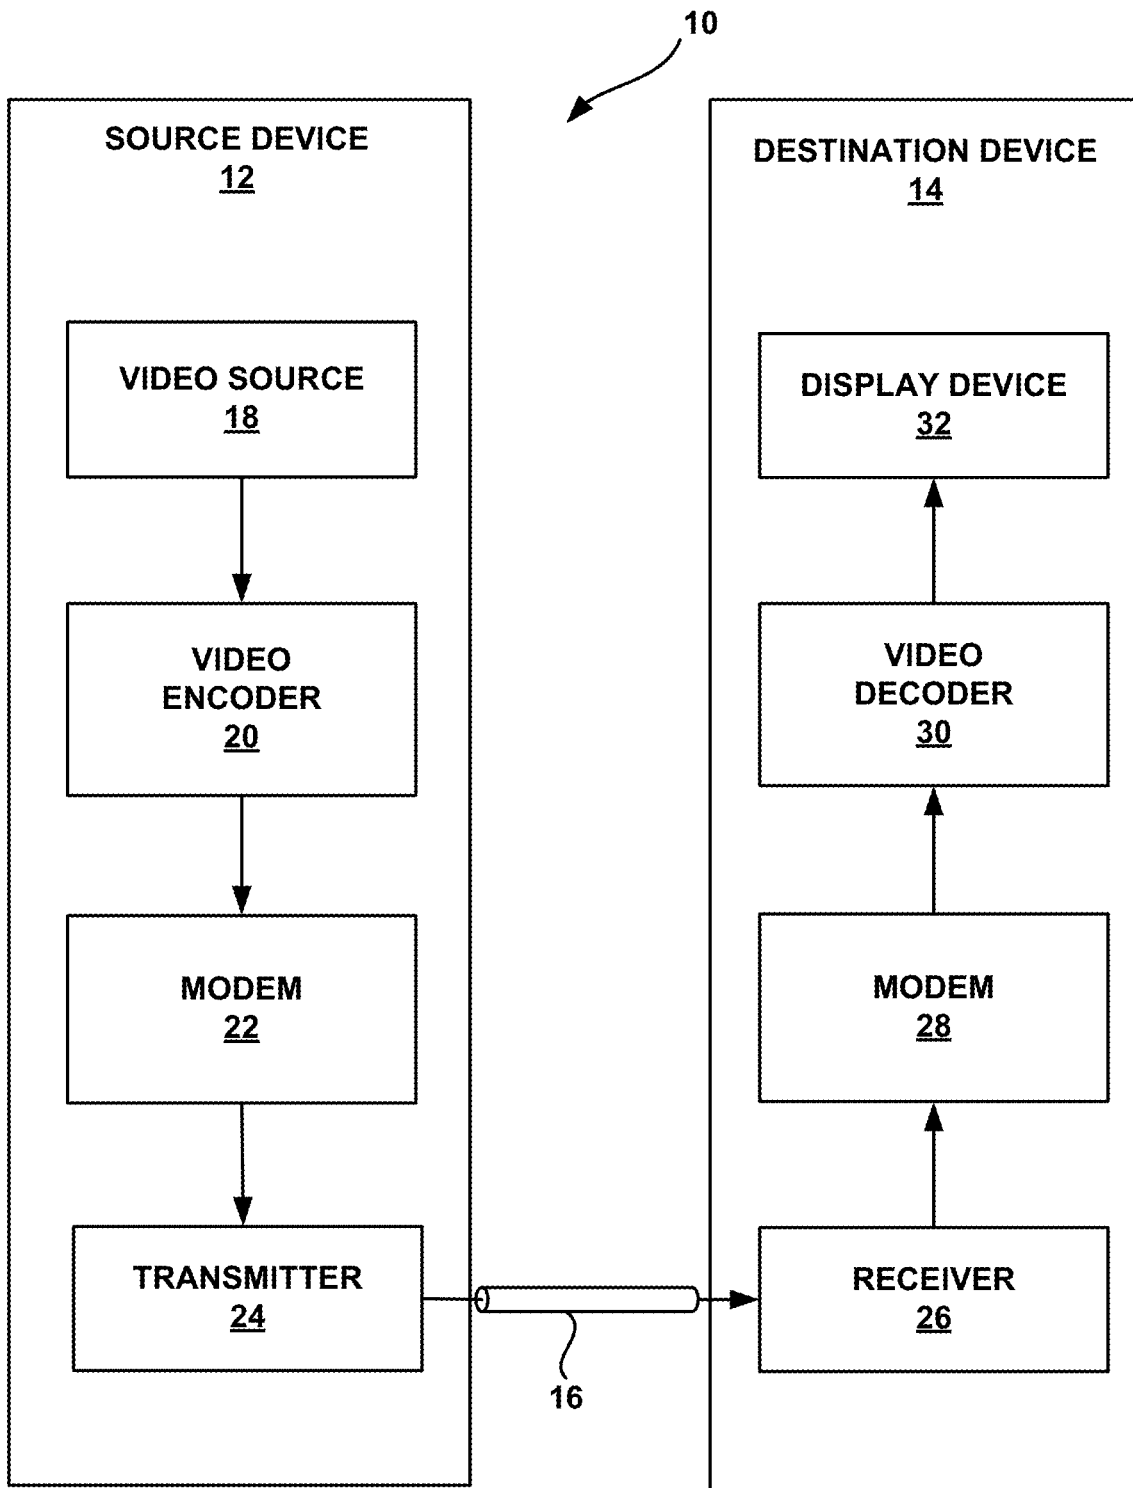 10
SOURCE DEVICE
12
VIDEO SOURCE
18
VIDEO
ENCODER
20
MODEM
22
TRANSMITTER
24
16
DESTINATION DEVICE
14
DISPLAY DEVICE
32
VIDEO
DECODER
30
MODEM
28
RECEIVER
26